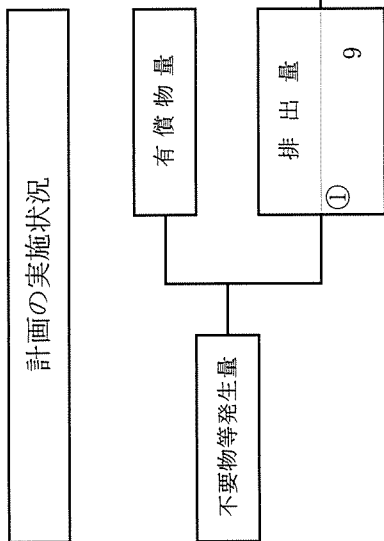 計画の実施状況
不要物等発生量
有償物量
排出量
① 9